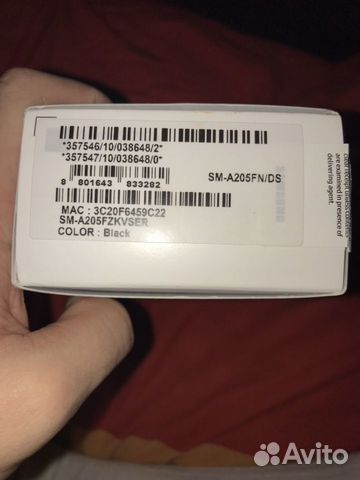 *357546/10/038648/2*
*357547/10/038648/0*
SM-A205FN/DS
8 801643 833282
MAC : 3C20F6459C22
SM-A205FZKVSER
COLOR : Black
are examined in presence of
delivering agent.
Avito